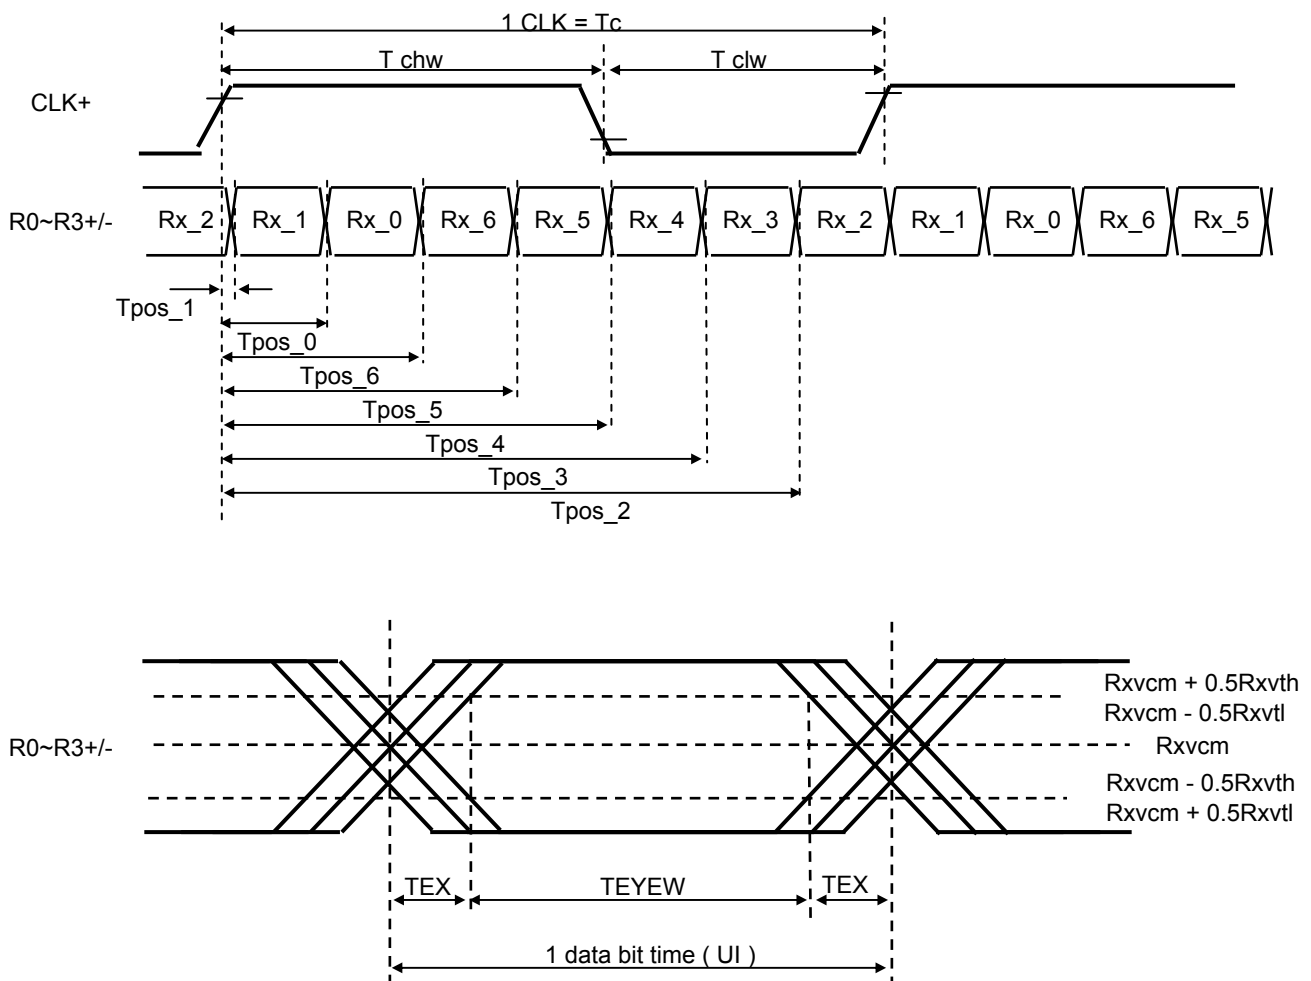 1 CLK = Tc
T chw T clw
CLK+
R0~R3+/- Rx_2 Rx_1 Rx_0 Rx_6 Rx_5 Rx_4 Rx_3 Rx_2 Rx_1 Rx_0 Rx_6 Rx_5
Tpos_1
Tpos_0
Tpos_6
Tpos_5
Tpos_4
Tpos_3
Tpos_2
Rxvcm + 0.5Rxvth
Rxvcm - 0.5Rxvtl
R0~R3+/- Rxvcm
Rxvcm - 0.5Rxvth
Rxvcm + 0.5Rxvtl
TEX TEYEW TEX
1 data bit time ( UI )